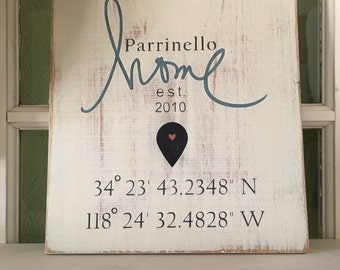 Parrinello
home
est.
2010
34° 23' 43.2348" N
118° 24' 32.4828" W